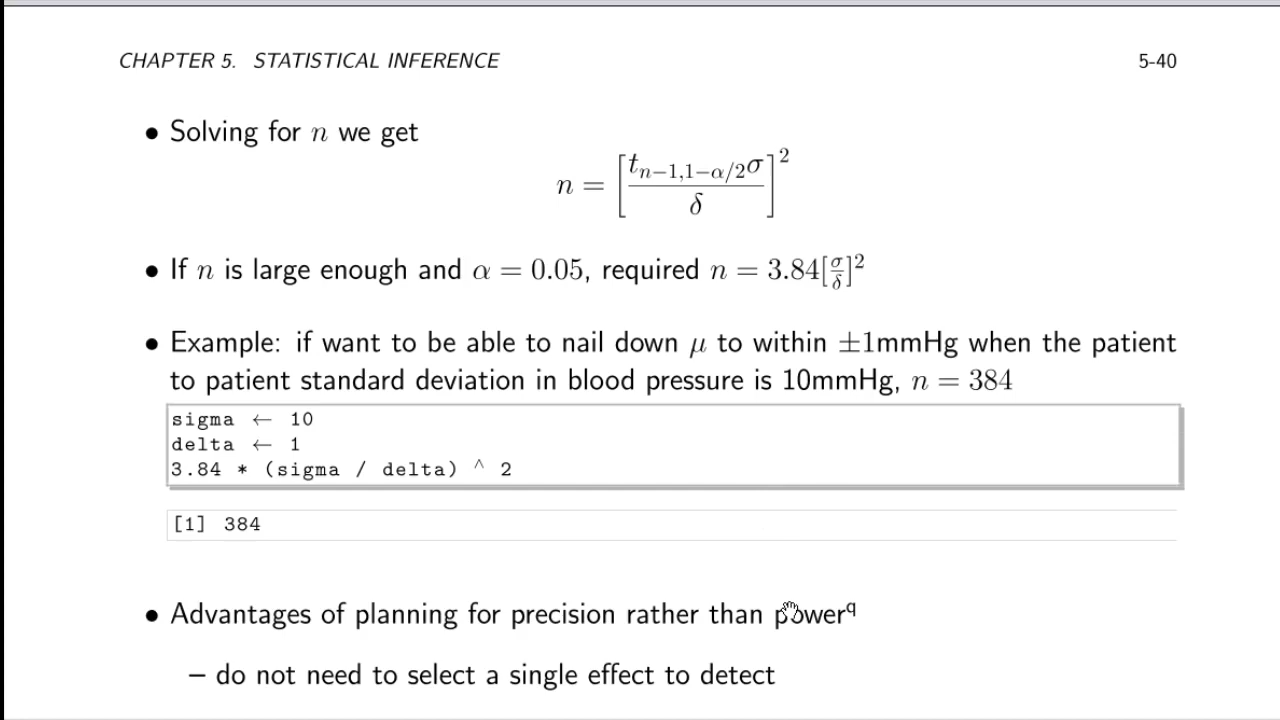 CHAPTER 5. STATISTICAL INFERENCE 5-40
• Solving for n we get
n = [t_{n−1,1−α/2}σ / δ]²
• If n is large enough and α = 0.05, required n = 3.84[σ/δ]²
• Example: if want to be able to nail down μ to within ±1mmHg when the patient
to patient standard deviation in blood pressure is 10mmHg, n = 384
sigma ← 10
delta ← 1
3.84 * (sigma / delta) ^ 2
[1] 384
• Advantages of planning for precision rather than power^q
– do not need to select a single effect to detect